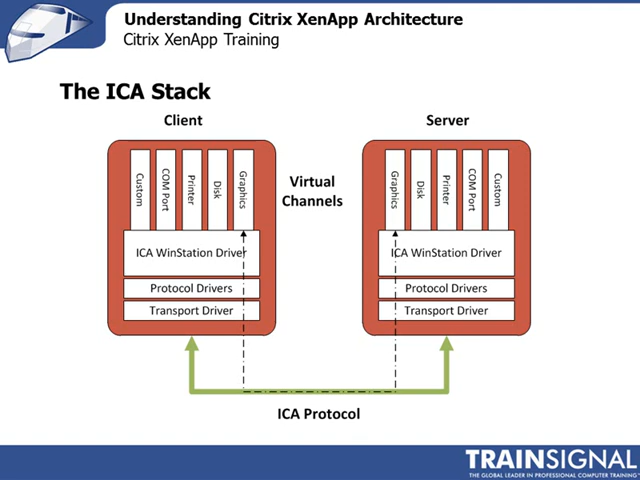 Understanding Citrix XenApp Architecture
Citrix XenApp Training
The ICA Stack
Client
Server
Custom
COM Port
Printer
Disk
Graphics
Virtual
Channels
Graphics
Disk
Printer
COM Port
Custom
ICA WinStation Driver
ICA WinStation Driver
Protocol Drivers
Protocol Drivers
Transport Driver
Transport Driver
ICA Protocol
TRAINSIGNAL
THE GLOBAL LEADER IN PROFESSIONAL COMPUTER TRAINING